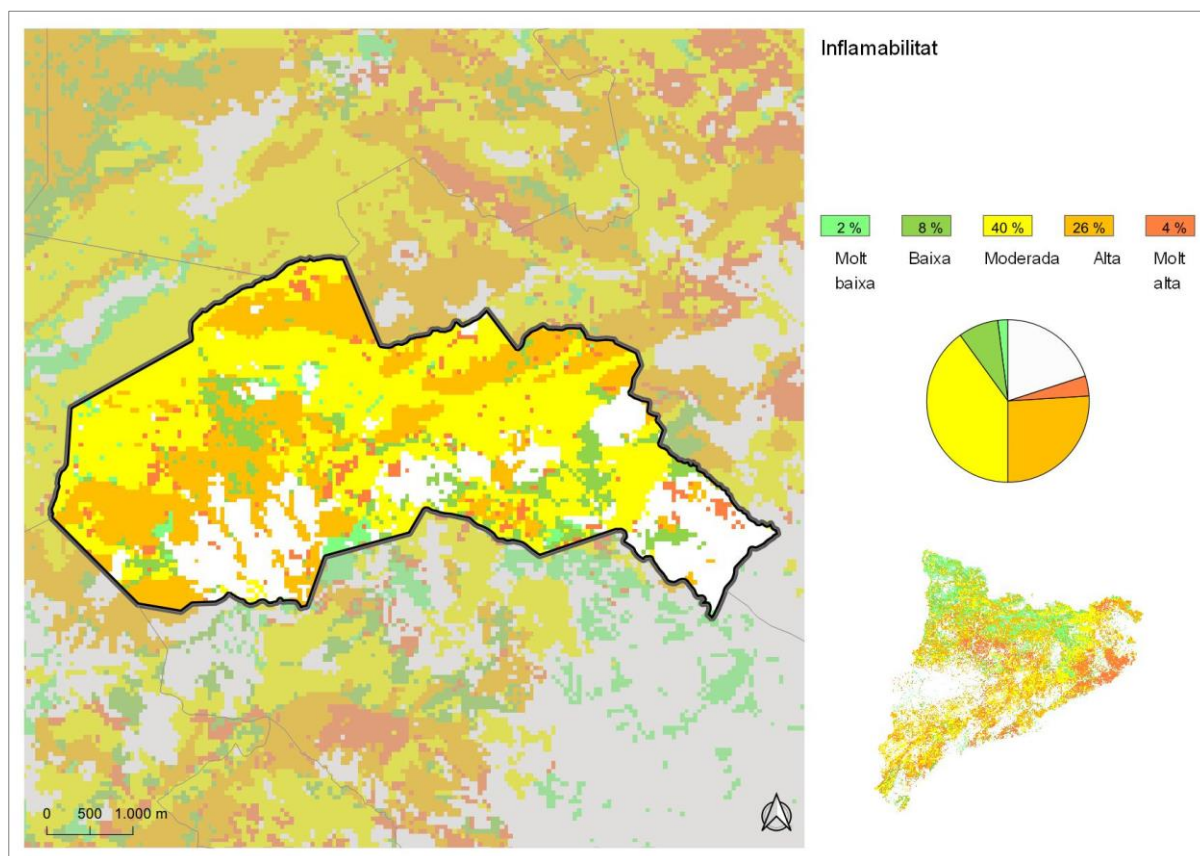 Inflamabilitat
2 % 8 % 40 % 26 % 4 %
Molt baixa Baixa Moderada Alta Molt alta
0 500 1.000 m